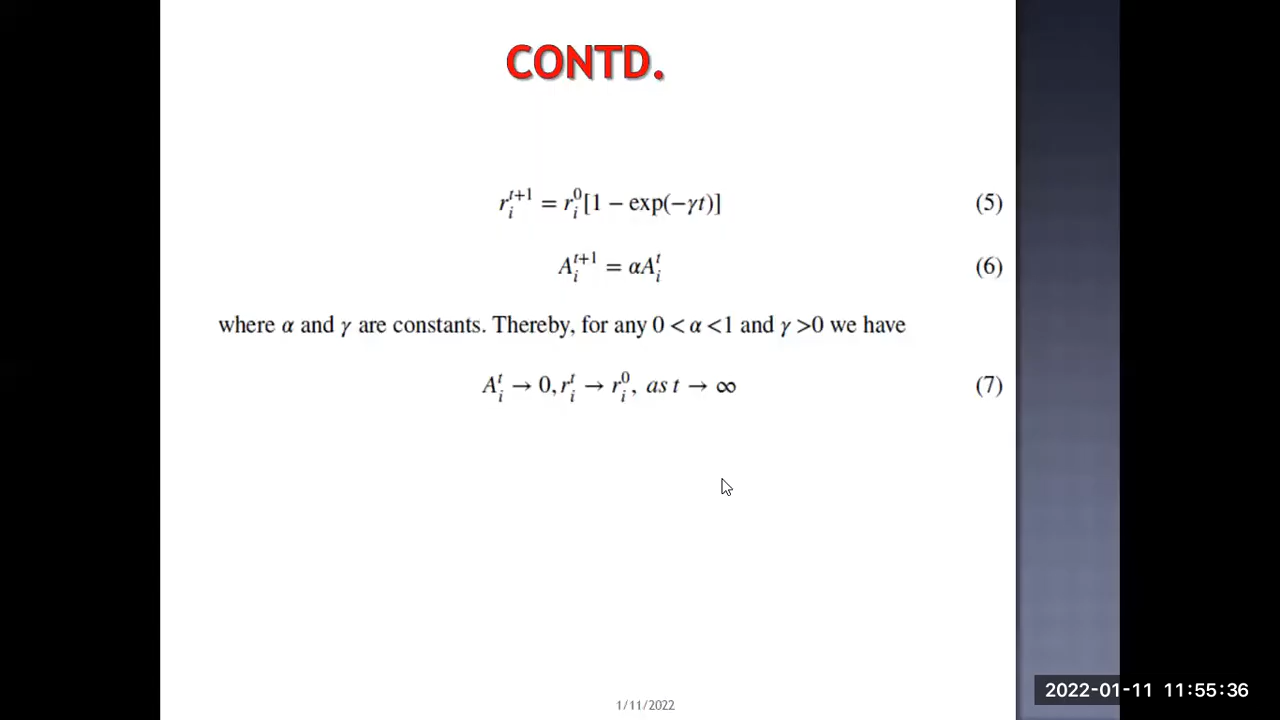 CONTD.
r_i^{t+1} = r_i^0[1 − exp(−γt)] (5)
A_i^{t+1} = αA_i^t (6)
where α and γ are constants. Thereby, for any 0 < α <1 and γ >0 we have
A_i^t → 0, r_i^t → r_i^0, as t → ∞ (7)
1/11/2022
2022-01-11 11:55:36